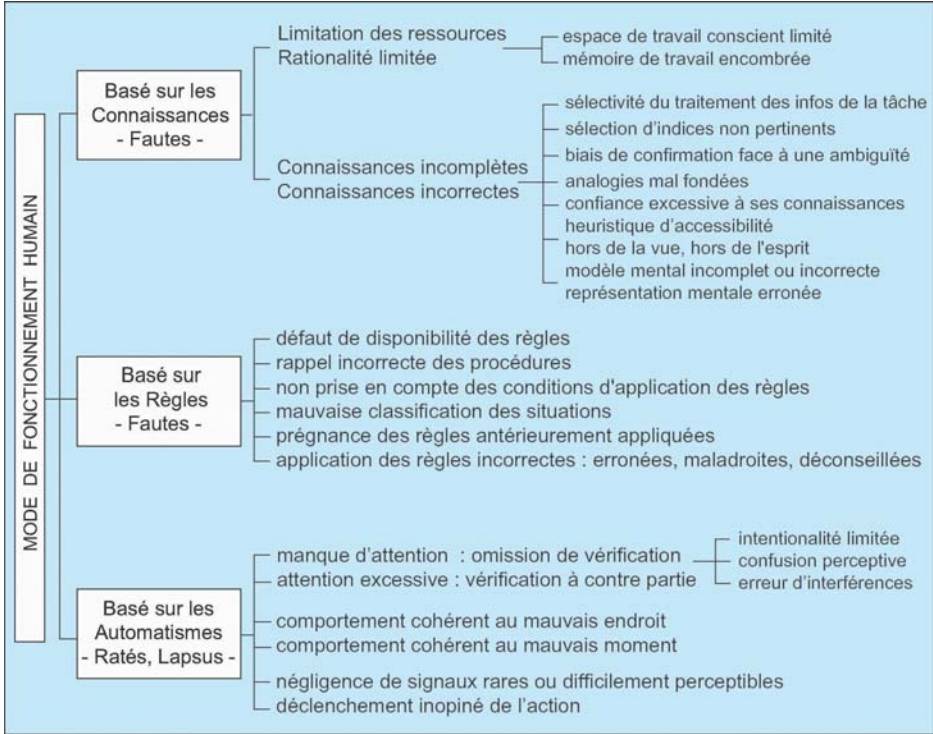 MODE DE FONCTIONNEMENT HUMAIN
Basé sur les
Connaissances
- Fautes -
Limitation des ressources
Rationalité limitée
espace de travail conscient limité
mémoire de travail encombrée
Connaissances incomplètes
Connaissances incorrectes
sélectivité du traitement des infos de la tâche
sélection d'indices non pertinents
biais de confirmation face à une ambiguïté
analogies mal fondées
confiance excessive à ses connaissances
heuristique d'accessibilité
hors de la vue, hors de l'esprit
modèle mental incomplet ou incorrecte
représentation mentale erronée
Basé sur
les Règles
- Fautes -
défaut de disponibilité des règles
rappel incorrecte des procédures
non prise en compte des conditions d'application des règles
mauvaise classification des situations
prégnance des règles antérieurement appliquées
application des règles incorrectes : erronées, maladroites, déconseillées
Basé sur les
Automatismes
- Ratés, Lapsus -
manque d'attention : omission de vérification
attention excessive : vérification à contre partie
intentionalité limitée
confusion perceptive
erreur d'interférences
comportement cohérent au mauvais endroit
comportement cohérent au mauvais moment
négligence de signaux rares ou difficilement perceptibles
déclenchement inopiné de l'action